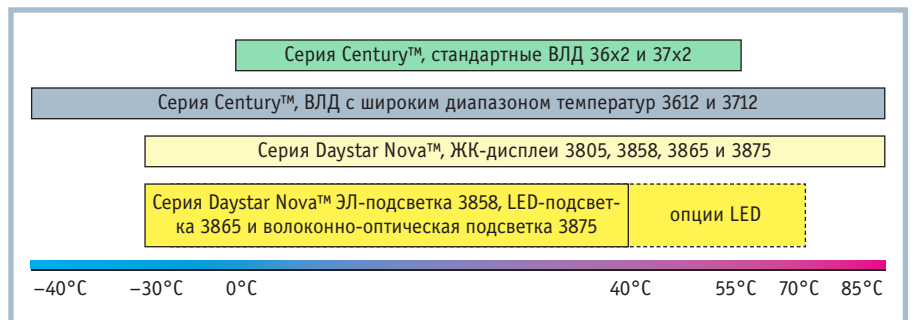 Серия Century™, стандартные ВЛД 36x2 и 37x2
Серия Century™, ВЛД с широким диапазоном температур 3612 и 3712
Серия Daystar Nova™, ЖК-дисплеи 3805, 3858, 3865 и 3875
Серия Daystar Nova™ ЭЛ-подсветка 3858, LED-подсвет-
ка 3865 и волоконно-оптическая подсветка 3875
опции LED
–40°C –30°C 0°C 40°C 55°C 70°C 85°C